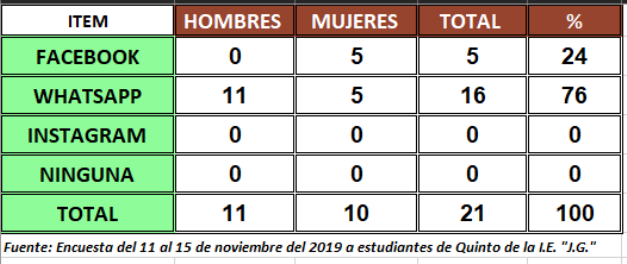 ITEM HOMBRES MUJERES TOTAL %
FACEBOOK 0 5 5 24
WHATSAPP 11 5 16 76
INSTAGRAM 0 0 0 0
NINGUNA 0 0 0 0
TOTAL 11 10 21 100
Fuente: Encuesta del 11 al 15 de noviembre del 2019 a estudiantes de Quinto de la I.E. "J.G."